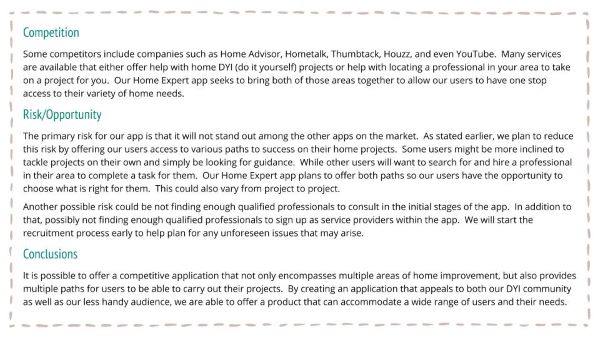 Competition
Some competitors include companies such as Home Advisor, Hometalk, Thumbtack, Houzz, and even YouTube.  Many services
are available that either offer help with home DYI (do it yourself) projects or help with locating a professional in your area to take
on a project for you.  Our Home Expert app seeks to bring both of those areas together to allow our users to have one stop
access to their variety of home needs.
Risk/Opportunity
The primary risk for our app is that it will not stand out among the other apps on the market.  As stated earlier, we plan to reduce
this risk by offering our users access to various paths to success on their home projects.  Some users might be more inclined to
tackle projects on their own and simply be looking for guidance.  While other users will want to search for and hire a professional
in their area to complete a task for them.  Our Home Expert app plans to offer both paths so our users have the opportunity to
choose what is right for them.  This could also vary from project to project.
Another possible risk could be not finding enough qualified professionals to consult in the initial stages of the app.  In addition to
that, possibly not finding enough qualified professionals to sign up as service providers within the app.  We will start the
recruitment process early to help plan for any unforeseen issues that may arise.
Conclusions
It is possible to offer a competitive application that not only encompasses multiple areas of home improvement, but also provides
multiple paths for users to be able to carry out their projects.  By creating an application that appeals to both our DYI community
as well as our less handy audience, we are able to offer a product that can accommodate a wide range of users and their needs.